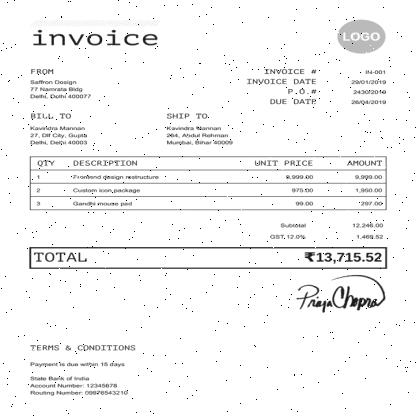 invoice
LOGO
FROM
Saffron Design
77 Namrata Bldg
Delhi, Delhi 400077
INVOICE # IN-001
INVOICE DATE 29/01/2019
P.O.# 2430/2019
DUE DATE 26/04/2019
BILL TO
Kavindra Mannan
27, Dlf City, Gupta
Delhi, Delhi 40003
SHIP TO
Kavindra Mannan
264, Abdul Rehman
Mumbai, Bihar 40009
QTY DESCRIPTION UNIT PRICE AMOUNT
1 Frontend design restructure 9,999.00 9,999.00
2 Custom icon package 975.00 1,950.00
3 Gandhi mouse pad 99.00 297.00
Subtotal 12,246.00
GST 12.0% 1,469.52
TOTAL ₹13,715.52
Priya Chopra
TERMS & CONDITIONS
Payment is due within 15 days
State Bank of India
Account Number: 12345678
Routing Number: 09876543210